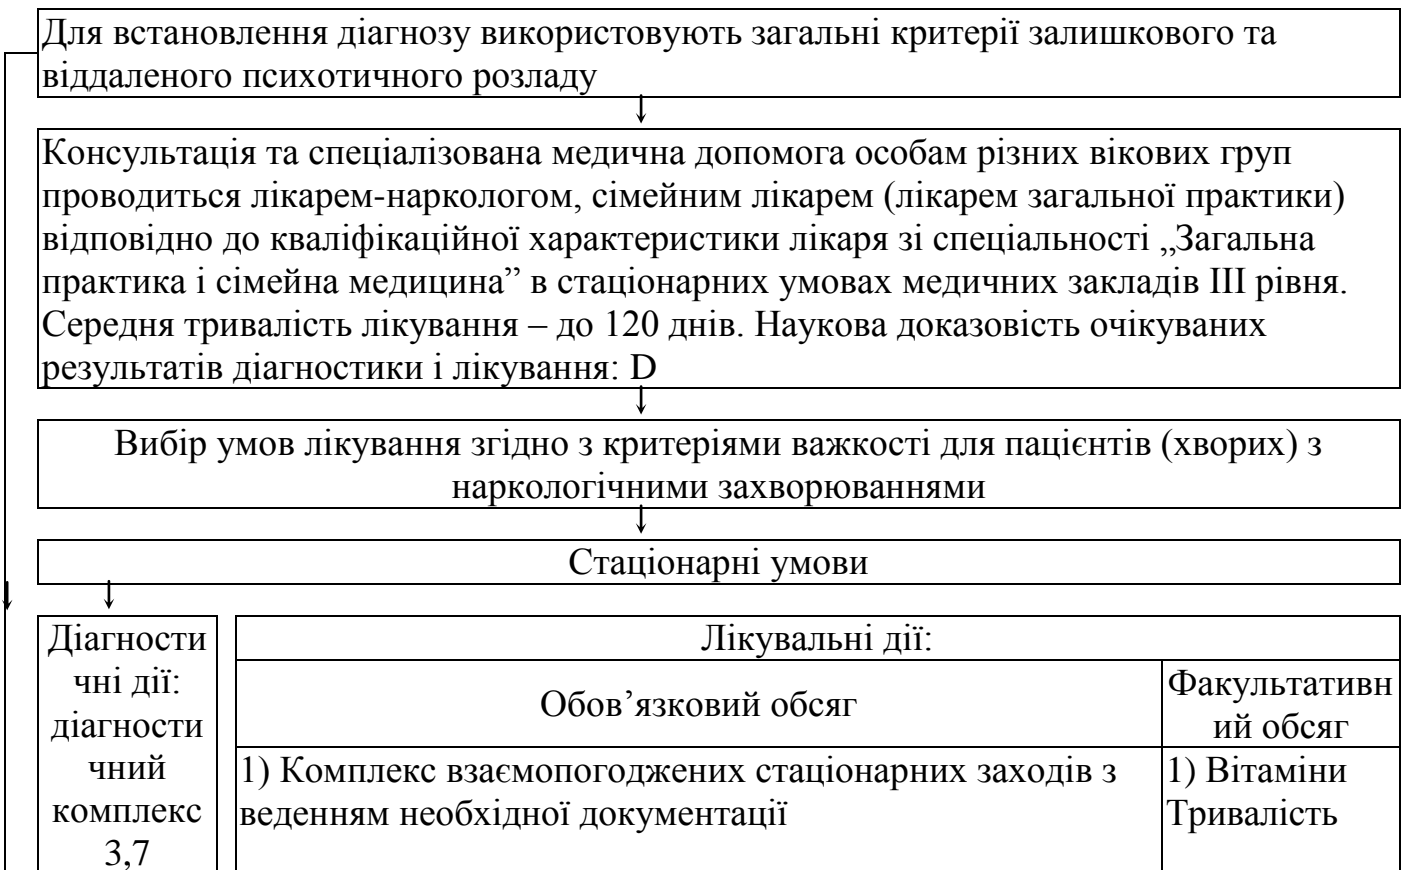 Для встановлення діагнозу використовують загальні критерії залишкового та
віддаленого психотичного розладу
Консультація та спеціалізована медична допомога особам різних вікових груп
проводиться лікарем-наркологом, сімейним лікарем (лікарем загальної практики)
відповідно до кваліфікаційної характеристики лікаря зі спеціальності „Загальна
практика і сімейна медицина” в стаціонарних умовах медичних закладів III рівня.
Середня тривалість лікування – до 120 днів. Наукова доказовість очікуваних
результатів діагностики і лікування: D
Вибір умов лікування згідно з критеріями важкості для пацієнтів (хворих) з
наркологічними захворюваннями
Стаціонарні умови
Діагности
чні дії:
діагности
чний
комплекс
3,7
Лікувальні дії:
Обов’язковий обсяг
Факультативн
ий обсяг
1) Комплекс взаємопогоджених стаціонарних заходів з
веденням необхідної документації
1) Вітаміни
Тривалість